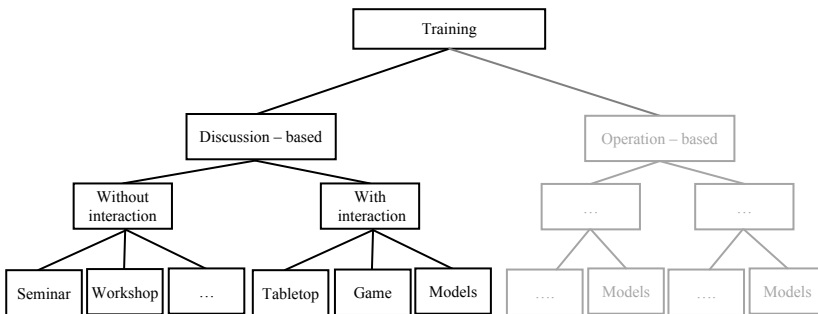 Training
Discussion – based
Operation – based
Without
interaction
With
interaction
…
…
Seminar
Workshop
…
Tabletop
Game
Models
….
Models
….
Models